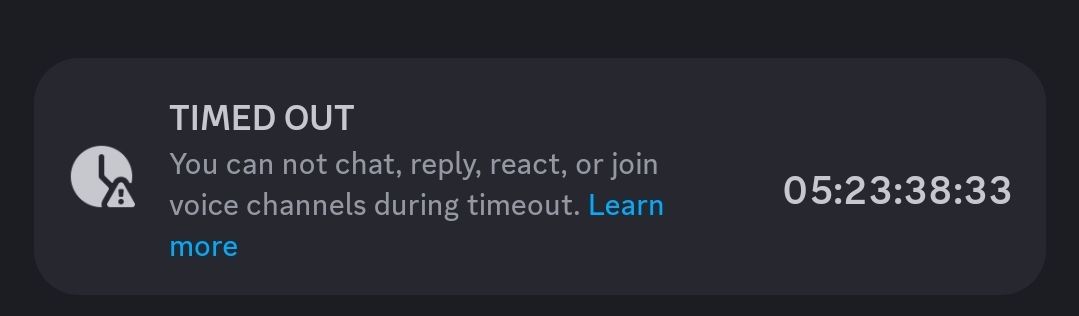 TIMED OUT
You can not chat, reply, react, or join
voice channels during timeout. Learn
more
05:23:38:33